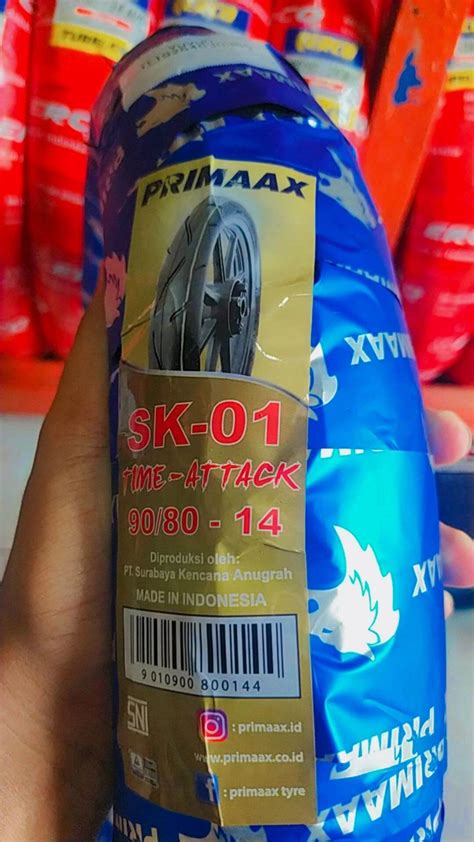 PRIMAAX
PRIMAAX
SK-01
TIME-ATTACK
90/80 - 14
Diproduksi oleh:
PT. Surabaya Kencana Anugrah
MADE IN INDONESIA
9 010900 800144
SNI
: primaax.id
www.primaax.co.id
f : primaax tyre
PRIMAAX